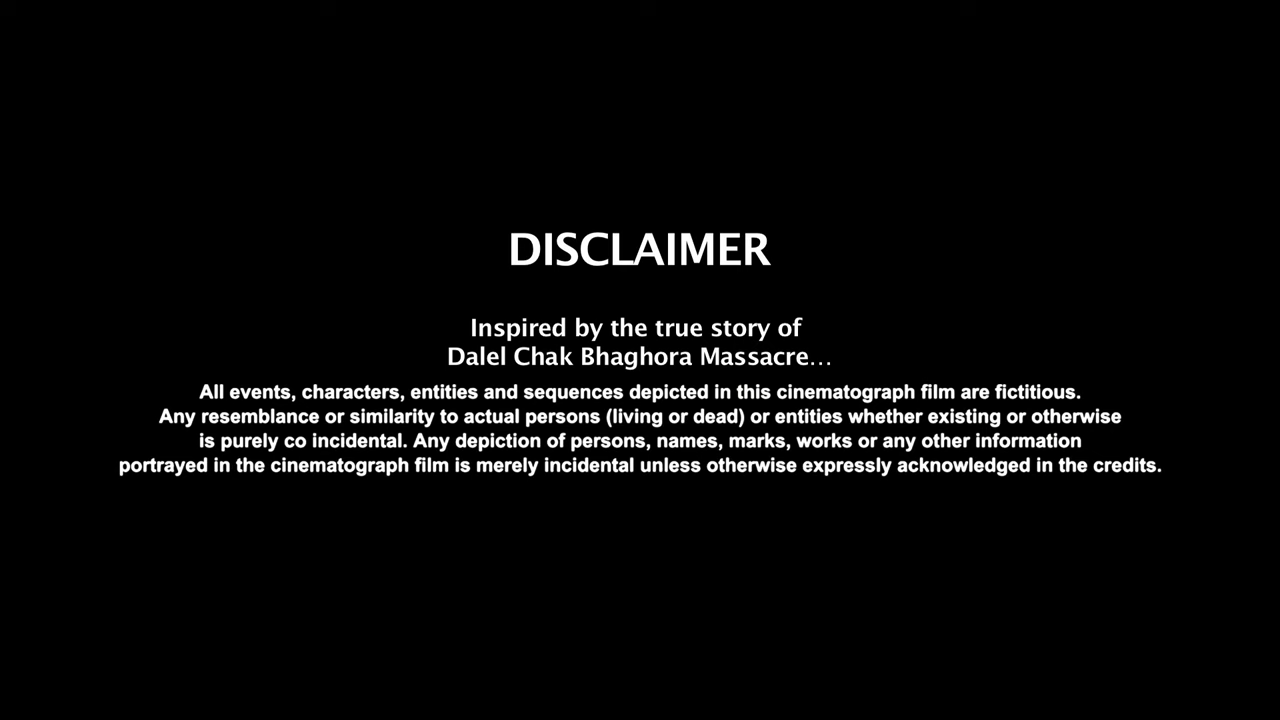 DISCLAIMER
Inspired by the true story of
Dalel Chak Bhaghora Massacre...
All events, characters, entities and sequences depicted in this cinematograph film are fictitious.
Any resemblance or similarity to actual persons (living or dead) or entities whether existing or otherwise
is purely co incidental. Any depiction of persons, names, marks, works or any other information
portrayed in the cinematograph film is merely incidental unless otherwise expressly acknowledged in the credits.